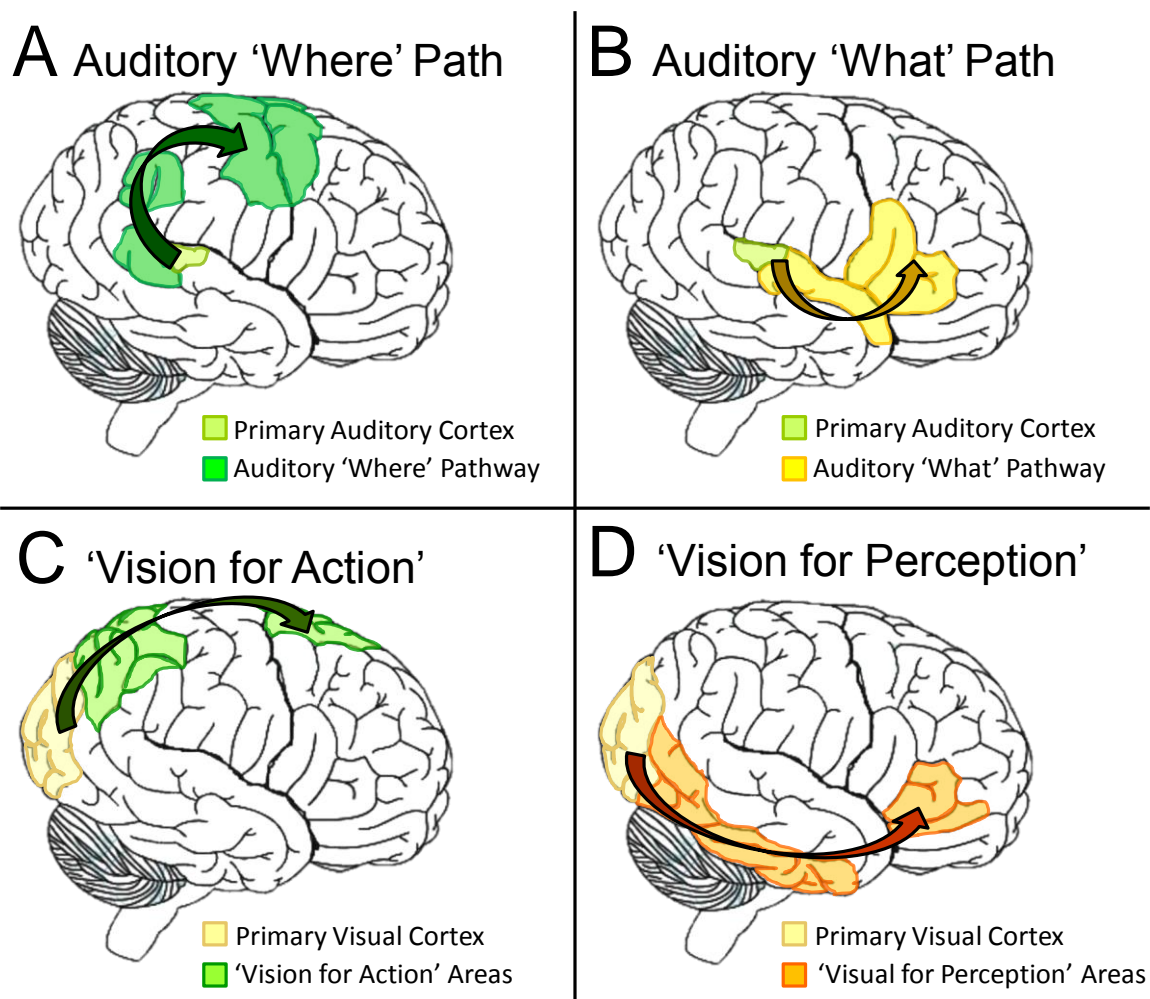 A Auditory ‘Where’ Path
Primary Auditory Cortex
Auditory ‘Where’ Pathway
B Auditory ‘What’ Path
Primary Auditory Cortex
Auditory ‘What’ Pathway
C ‘Vision for Action’
Primary Visual Cortex
‘Vision for Action’ Areas
D ‘Vision for Perception’
Primary Visual Cortex
‘Visual for Perception’ Areas